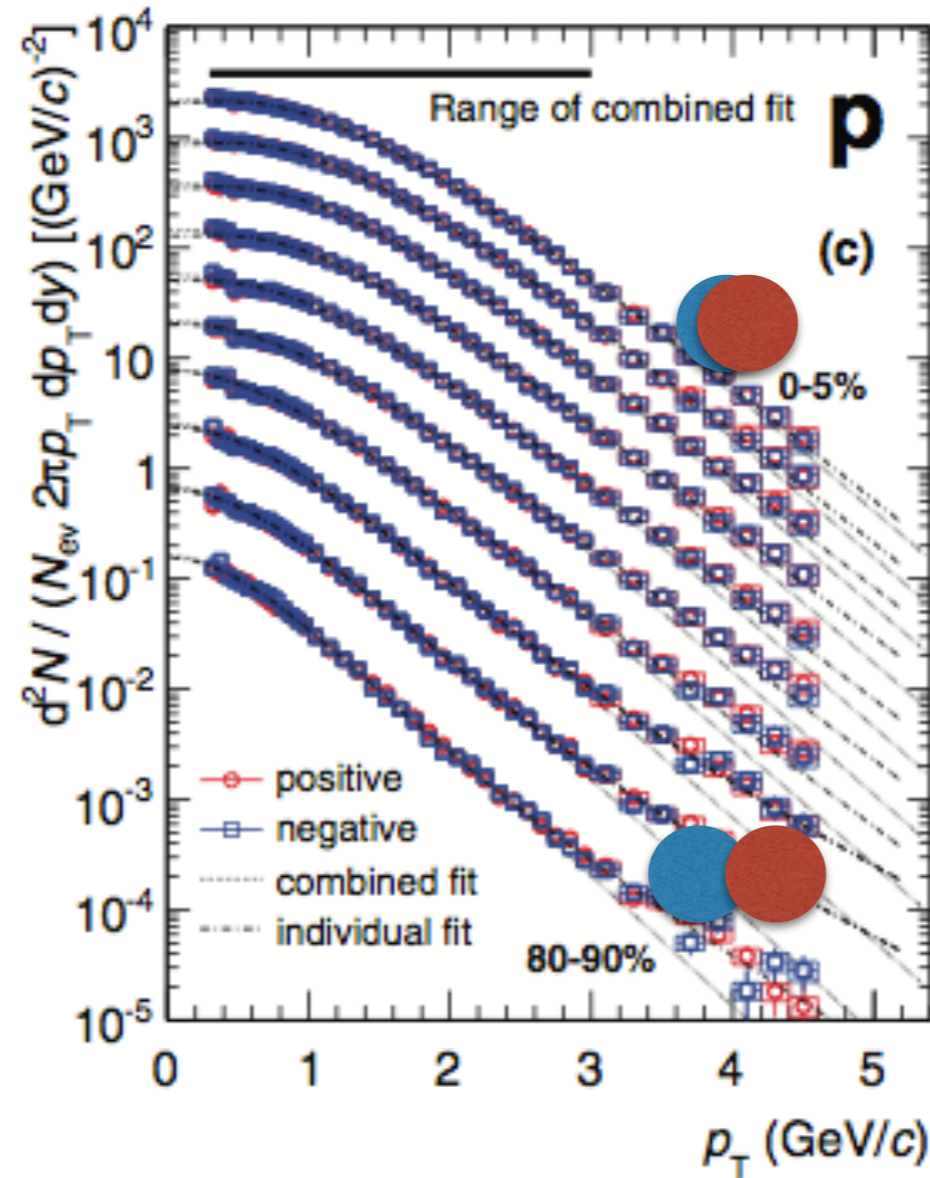 d²N / (N_ev 2πp_T dp_T dy) [(GeV/c)⁻²]
10⁴
10³
10²
10
1
10⁻¹
10⁻²
10⁻³
10⁻⁴
10⁻⁵
Range of combined fit
p
(c)
0-5%
positive
negative
combined fit
individual fit
80-90%
0 1 2 3 4 5
p_T (GeV/c)